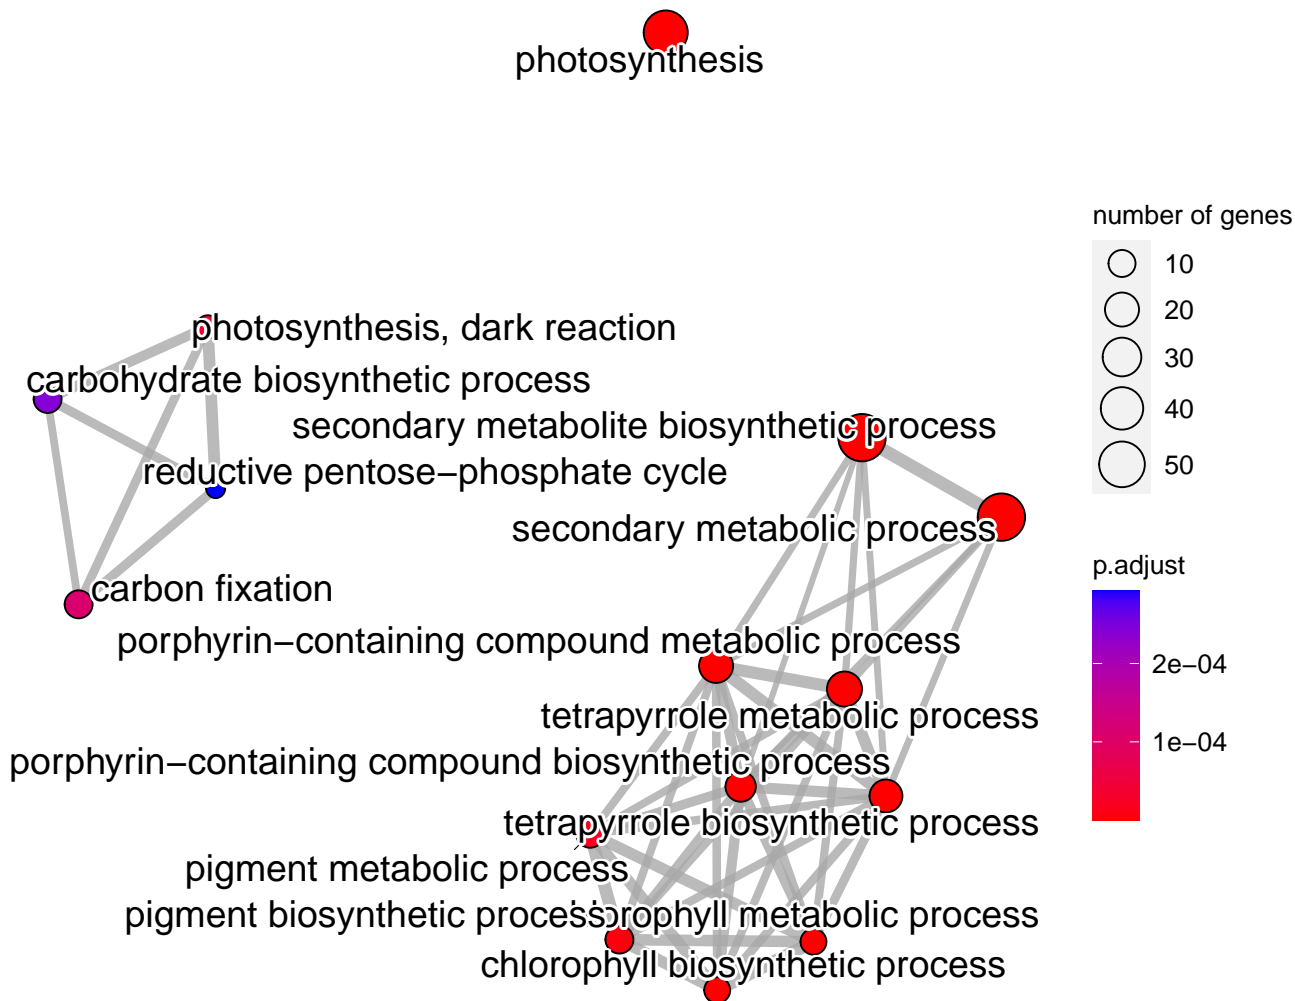 photosynthesis
number of genes
10
20
30
40
50
photosynthesis, dark reaction
carbohydrate biosynthetic process
secondary metabolite biosynthetic process
reductive pentose−phosphate cycle
secondary metabolic process
carbon fixation
porphyrin−containing compound metabolic process
tetrapyrrole metabolic process
porphyrin−containing compound biosynthetic process
tetrapyrrole biosynthetic process
pigment metabolic process
pigment biosynthetic process
chlorophyll metabolic process
chlorophyll biosynthetic process
p.adjust
2e−04
1e−04